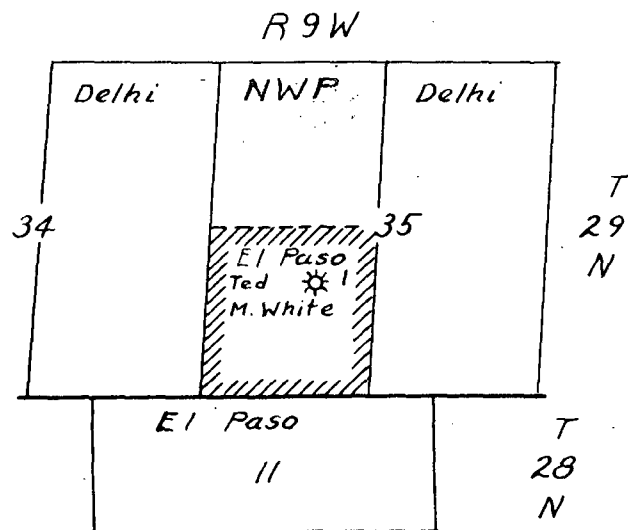 R 9 W
Delhi
NWP
Delhi
34
35
T
29
N
El Paso
Ted 1
M. White
El Paso
11
T
28
N